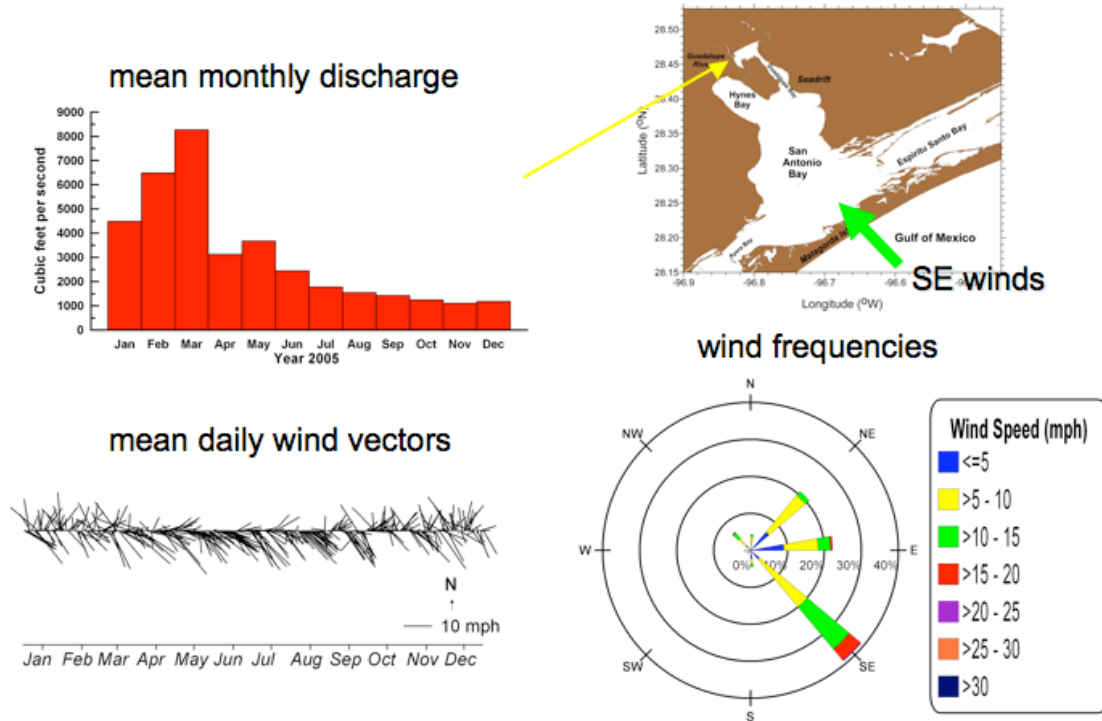 mean monthly discharge
9000
8000
7000
6000
5000
4000
3000
2000
1000
0
Cubic feet per second
Jan Feb Mar Apr May Jun Jul Aug Sep Oct Nov Dec
Year 2005
28.50
28.45
28.40
28.35
28.30
28.25
28.20
28.15
Latitude (ºN)
Guadalupe
River
Seadrift
Hynes
Bay
San
Antonio
Bay
Espiritu Santo Bay
Ayres Bay
Matagorda
Gulf of Mexico
-96.9 -96.8 -96.7 -96.6
Longitude (ºW)
SE winds
mean daily wind vectors
N
↑
10 mph
Jan Feb Mar Apr May Jun Jul Aug Sep Oct Nov Dec
wind frequencies
N
NW NE
W E
0% 10% 20% 30% 40%
SW SE
S
Wind Speed (mph)
<=5
>5 - 10
>10 - 15
>15 - 20
>20 - 25
>25 - 30
>30